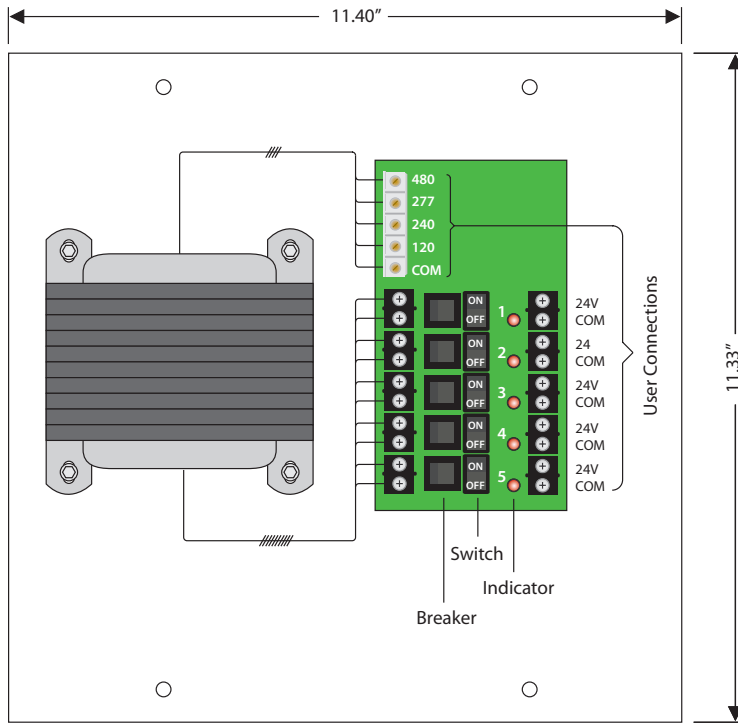 11.40”
480
277
240
120
COM
ON
OFF
1
24V
COM
ON
OFF
2
24
COM
ON
OFF
3
24V
COM
ON
OFF
4
24V
COM
ON
OFF
5
24V
COM
User Connections
11.33”
Switch
Indicator
Breaker